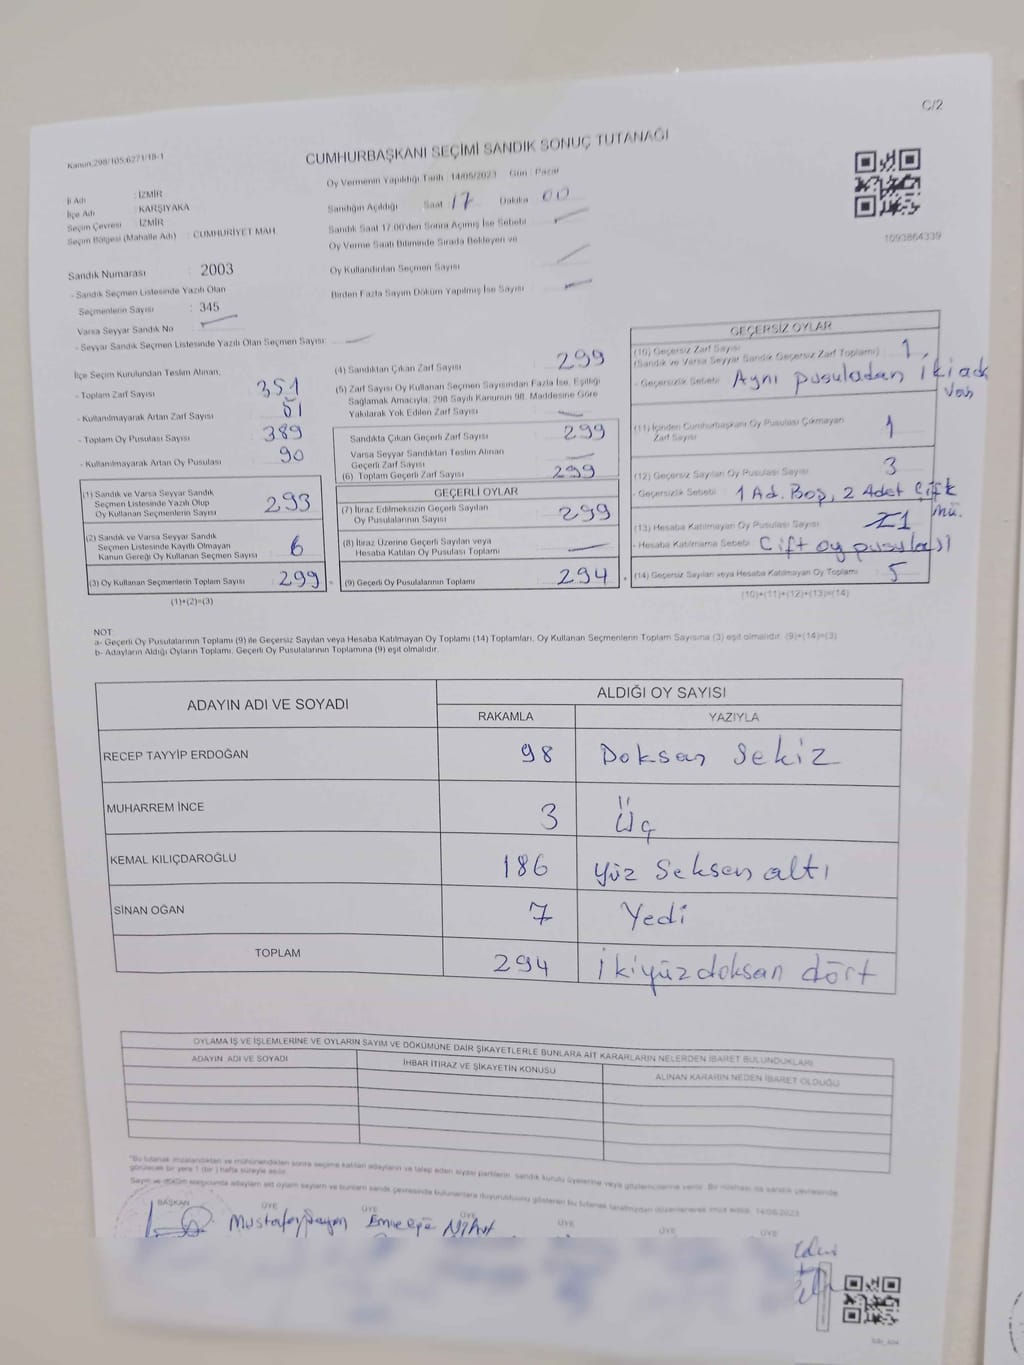 C/2
Kanun:298/105,6271/18-1
CUMHURBAŞKANI SEÇİMİ SANDIK SONUÇ TUTANAĞI
Oy Vermenin Yapıldığı Tarih : 14/05/2023 Gün : Pazar
İl Adı : İZMİR
İlçe Adı : KARŞIYAKA
Seçim Çevresi : İZMİR
Seçim Bölgesi (Mahalle Adı) : CUMHURİYET MAH.
Sandığın Açıldığı Saat 17 Dakika 00
Sandık Saat 17.00'den Sonra Açılmış İse Sebebi
Oy Verme Saati Bitiminde Sırada Bekleyen ve
Oy Kullandırılan Seçmen Sayısı
Birden Fazla Sayım Döküm Yapılmış İse Sayısı
1093864339
Sandık Numarası : 2003
- Sandık Seçmen Listesinde Yazılı Olan
Seçmenlerin Sayısı : 345
Varsa Seyyar Sandık No
- Seyyar Sandık Seçmen Listesinde Yazılı Olan Seçmen Sayısı:
İlçe Seçim Kurulundan Teslim Alınan;
- Toplam Zarf Sayısı 351
- Kullanılmayarak Artan Zarf Sayısı 51
- Toplam Oy Pusulası Sayısı 389
- Kullanılmayarak Artan Oy Pusulası 90
(1) Sandık ve Varsa Seyyar Sandık
Seçmen Listesinde Yazılı Olup
Oy Kullanan Seçmenlerin Sayısı 293
(2) Sandık ve Varsa Seyyar Sandık
Seçmen Listesinde Kayıtlı Olmayan
Kanun Gereği Oy Kullanan Seçmen Sayısı 6
(3) Oy Kullanan Seçmenlerin Toplam Sayısı 299
(1)+(2)=(3)
(4) Sandıktan Çıkan Zarf Sayısı 299
(5) Zarf Sayısı Oy Kullanan Seçmen Sayısından Fazla İse, Eşitliği
Sağlamak Amacıyla, 298 Sayılı Kanunun 98. Maddesine Göre
Yakılarak Yok Edilen Zarf Sayısı
Sandıkta Çıkan Geçerli Zarf Sayısı 299
Varsa Seyyar Sandıktan Teslim Alınan
Geçerli Zarf Sayısı
(6) Toplam Geçerli Zarf Sayısı 299
GEÇERLİ OYLAR
(7) İtiraz Edilmeksizin Geçerli Sayılan
Oy Pusulasının Sayısı 299
(8) İtiraz Üzerine Geçerli Sayılan veya
Hesaba Katılan Oy Pusulası Toplamı
(9) Geçerli Oy Pusulalarının Toplamı 294
GEÇERSİZ OYLAR
(10) Geçersiz Zarf Sayısı 1,
(Sandık ve Varsa Seyyar Sandık Geçersiz Zarf Toplamı)
- Geçersizlik Sebebi Aynı pusuladan iki adet
var
(11) İçinden Cumhurbaşkanı Oy Pusulası Çıkmayan
Zarf Sayısı 1
(12) Geçersiz Sayılan Oy Pusulası Sayısı 3
- Geçersizlik Sebebi 1 Ad. Boş, 2 Adet Çift
mü.
(13) Hesaba Katılmayan Oy Pusulası Sayısı 1
- Hesaba Katılmama Sebebi Çift oy pusulası
(14) Geçersiz Sayılan veya Hesaba Katılmayan Oy Toplamı 5
(10)+(11)+(12)+(13)=(14)
NOT:
a- Geçerli Oy Pusulalarının Toplamı (9) ile Geçersiz Sayılan veya Hesaba Katılmayan Oy Toplamı (14) Toplamları, Oy Kullanan Seçmenlerin Toplam Sayısına (3) eşit olmalıdır. (9)+(14)=(3)
b- Adayların Aldığı Oyların Toplamı, Geçerli Oy Pusulalarının Toplamına (9) eşit olmalıdır.
ADAYIN ADI VE SOYADI
ALDIĞI OY SAYISI
RAKAMLA YAZIYLA
RECEP TAYYİP ERDOĞAN 98 Doksan Sekiz
MUHARREM İNCE 3 Üç
KEMAL KILIÇDAROĞLU 186 yüz seksen altı
SİNAN OĞAN 7 Yedi
TOPLAM 294 ikiyüzdoksan dört
OYLAMA İŞ VE İŞLEMLERİNE VE OYLARIN SAYIM VE DÖKÜMÜNE DAİR ŞİKAYETLERLE BUNLARA AİT KARARLARIN NELERDEN İBARET BULUNDUKLARI
ADAYIN ADI VE SOYADI İHBAR İTİRAZ VE ŞİKAYETİN KONUSU ALINAN KARARIN NEDEN İBARET OLDUĞU
BAŞKAN ÜYE ÜYE ÜYE ÜYE ÜYE ÜYE